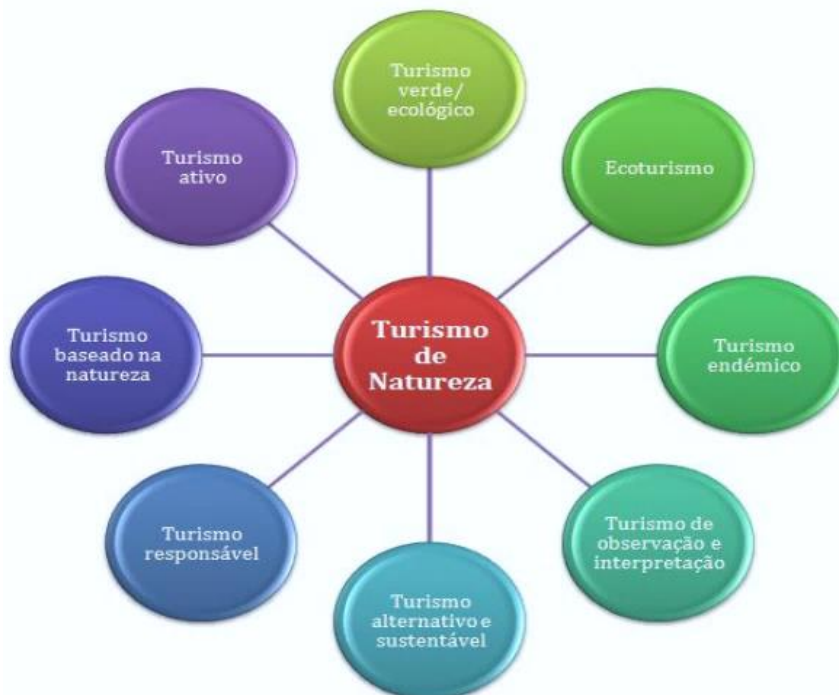 Turismo
verde/
ecológico
Ecoturismo
Turismo
endémico
Turismo de
observação e
interpretação
Turismo
alternativo e
sustentável
Turismo
responsável
Turismo
baseado na
natureza
Turismo
ativo
Turismo
de
Natureza